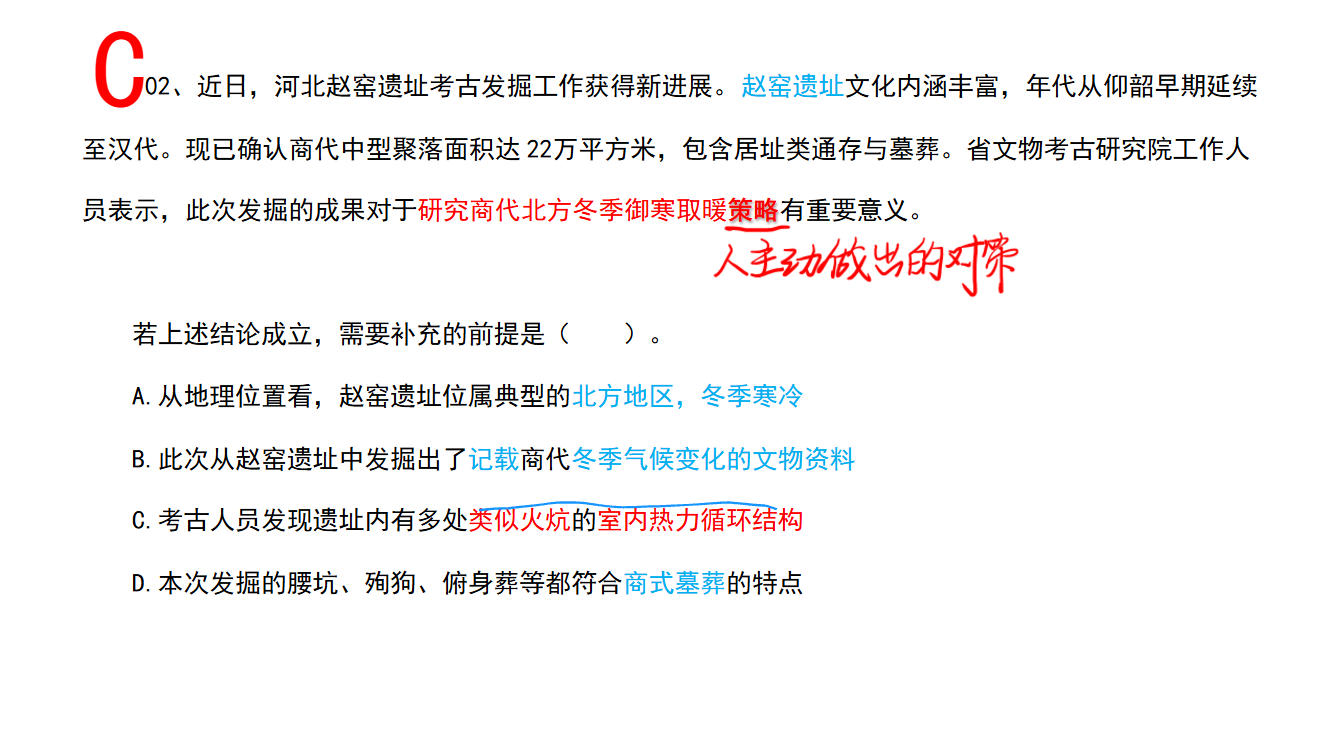 C02、近日，河北赵窑遗址考古发掘工作获得新进展。赵窑遗址文化内涵丰富，年代从仰韶早期延续
至汉代。现已确认商代中型聚落面积达22万平方米，包含居址类通存与墓葬。省文物考古研究院工作人
员表示，此次发掘的成果对于研究商代北方冬季御寒取暖策略有重要意义。
人主动做出的对策
若上述结论成立，需要补充的前提是（　　）。
A.从地理位置看，赵窑遗址位属典型的北方地区，冬季寒冷
B.此次从赵窑遗址中发掘出了记载商代冬季气候变化的文物资料
C.考古人员发现遗址内有多处类似火炕的室内热力循环结构
D.本次发掘的腰坑、殉狗、俯身葬等都符合商式墓葬的特点